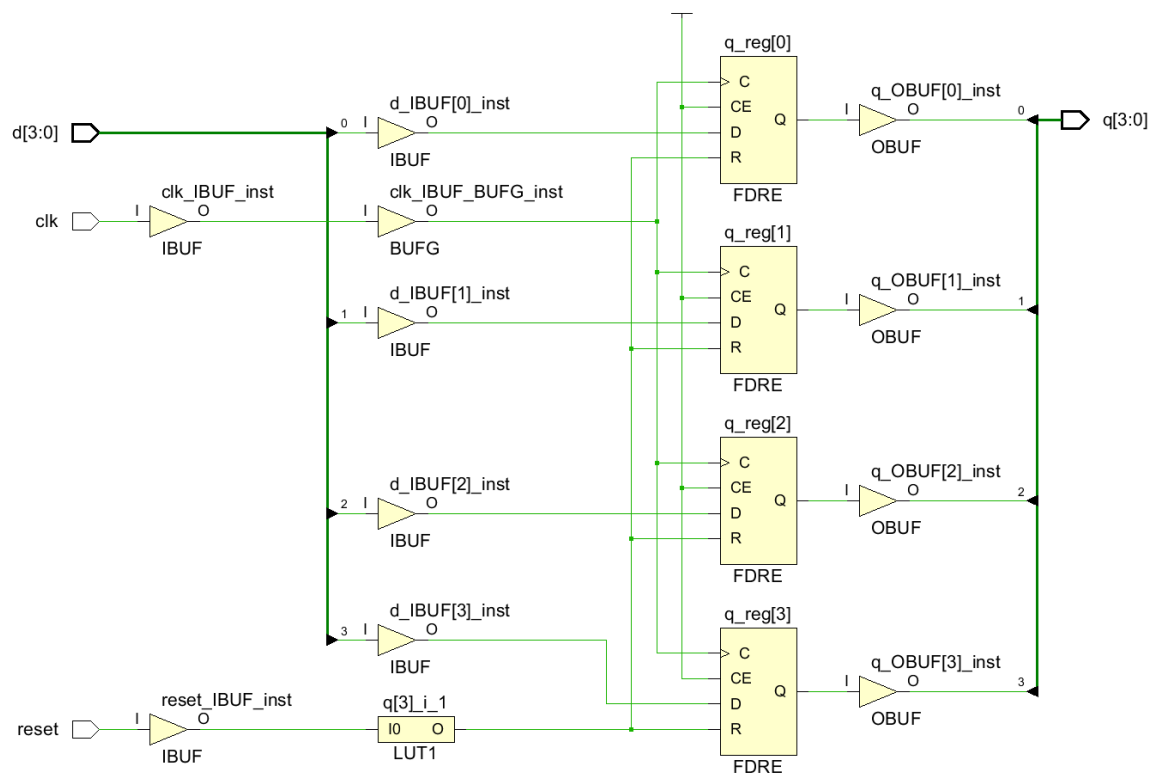 q_reg[0]
d_IBUF[0]_inst
q_OBUF[0]_inst
C
I
O
0
d[3:0]
0
I
O
CE
Q
q[3:0]
D
OBUF
IBUF
R
clk_IBUF_inst
clk_IBUF_BUFG_inst
FDRE
clk
I
O
I
O
IBUF
BUFG
q_reg[1]
d_IBUF[1]_inst
q_OBUF[1]_inst
C
I
O
1
1
I
O
CE
Q
D
OBUF
IBUF
R
FDRE
q_reg[2]
d_IBUF[2]_inst
q_OBUF[2]_inst
C
I
O
2
2
I
O
CE
Q
D
OBUF
IBUF
R
FDRE
d_IBUF[3]_inst
q_reg[3]
3
I
O
C
q_OBUF[3]_inst
IBUF
CE
Q
I
O
3
reset_IBUF_inst
q[3]_i_1
D
OBUF
reset
I
O
I0
O
R
IBUF
LUT1
FDRE